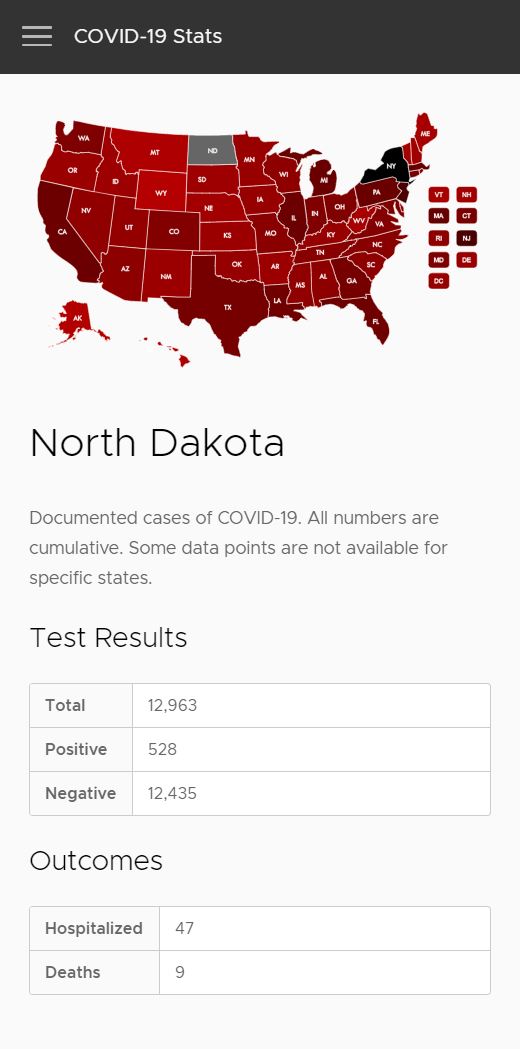 COVID-19 Stats
WA
MT
ND
MN
ME
OR
ID
SD
WI
MI
NY
WY
IA
PA
NV
NE
IL
IN
OH
UT
CO
KS
MO
KY
WV
VA
CA
AZ
NM
OK
AR
TN
NC
SC
TX
LA
MS
AL
GA
FL
AK
VT NH
MA CT
RI NJ
MD DE
DC
North Dakota
Documented cases of COVID-19. All numbers are
cumulative. Some data points are not available for
specific states.
Test Results
Total 12,963
Positive 528
Negative 12,435
Outcomes
Hospitalized 47
Deaths 9